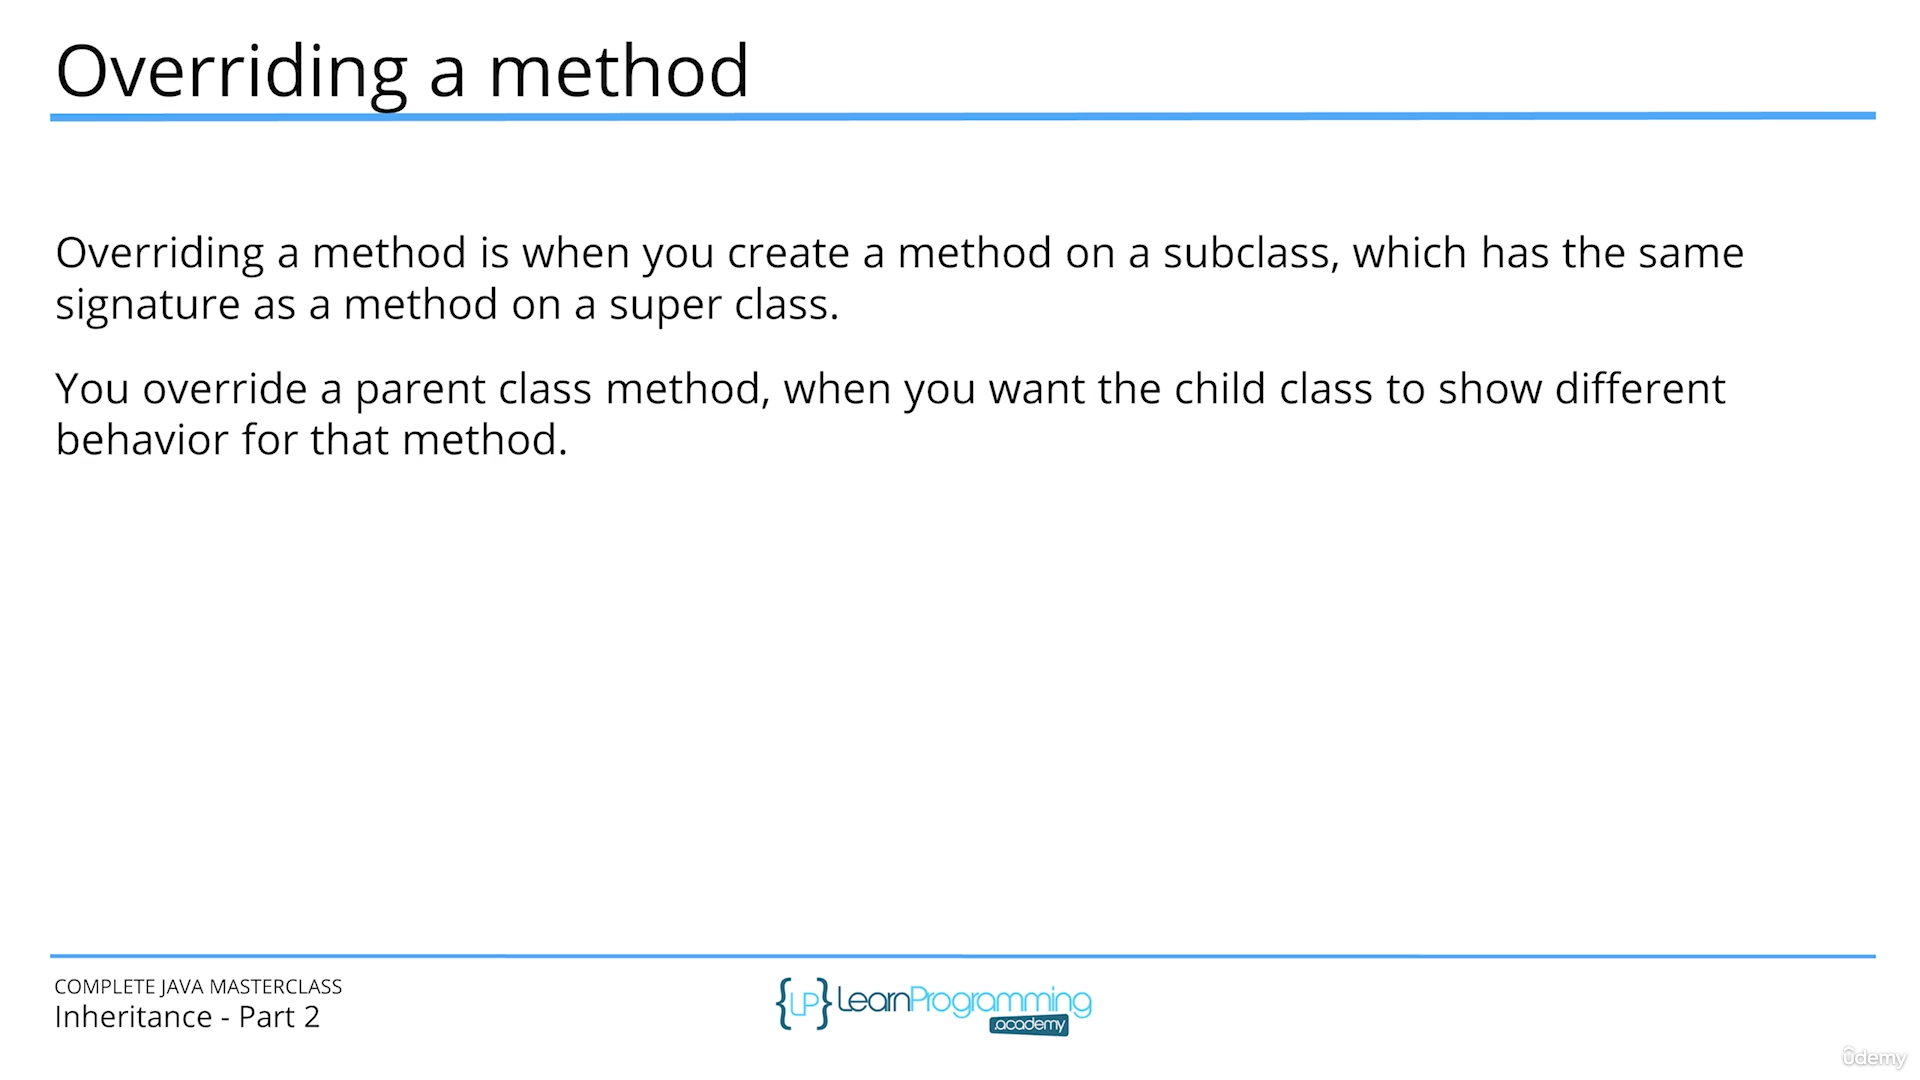 Overriding a method
Overriding a method is when you create a method on a subclass, which has the same
signature as a method on a super class.
You override a parent class method, when you want the child class to show different
behavior for that method.
COMPLETE JAVA MASTERCLASS
Inheritance - Part 2
{LP} LearnProgramming
.academy
ûdemy